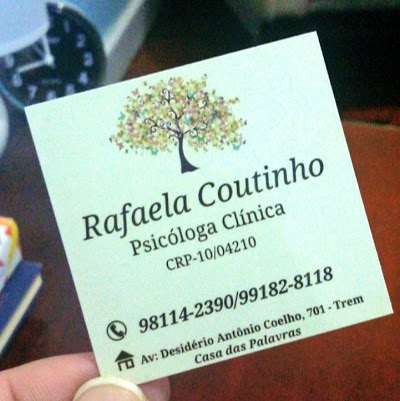 Rafaela Coutinho
Psicóloga Clínica
CRP-10/04210
98114-2390/99182-8118
Av: Desidério Antônio Coelho, 701 - Trem
Casa das Palavras